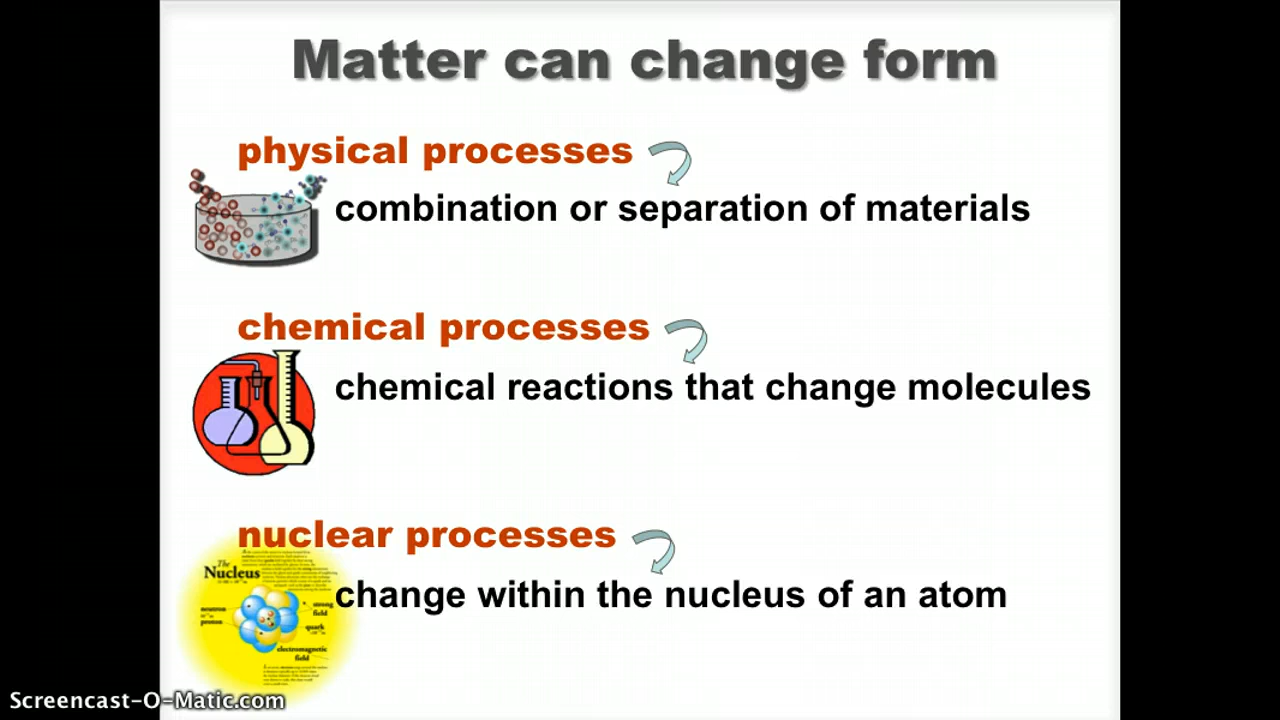 Matter can change form
physical processes
combination or separation of materials
chemical processes
chemical reactions that change molecules
nuclear processes
The
Nucleus
change within the nucleus of an atom
neutron
proton
strong
field
quark
electromagnetic
field
Screencast-O-Matic.com